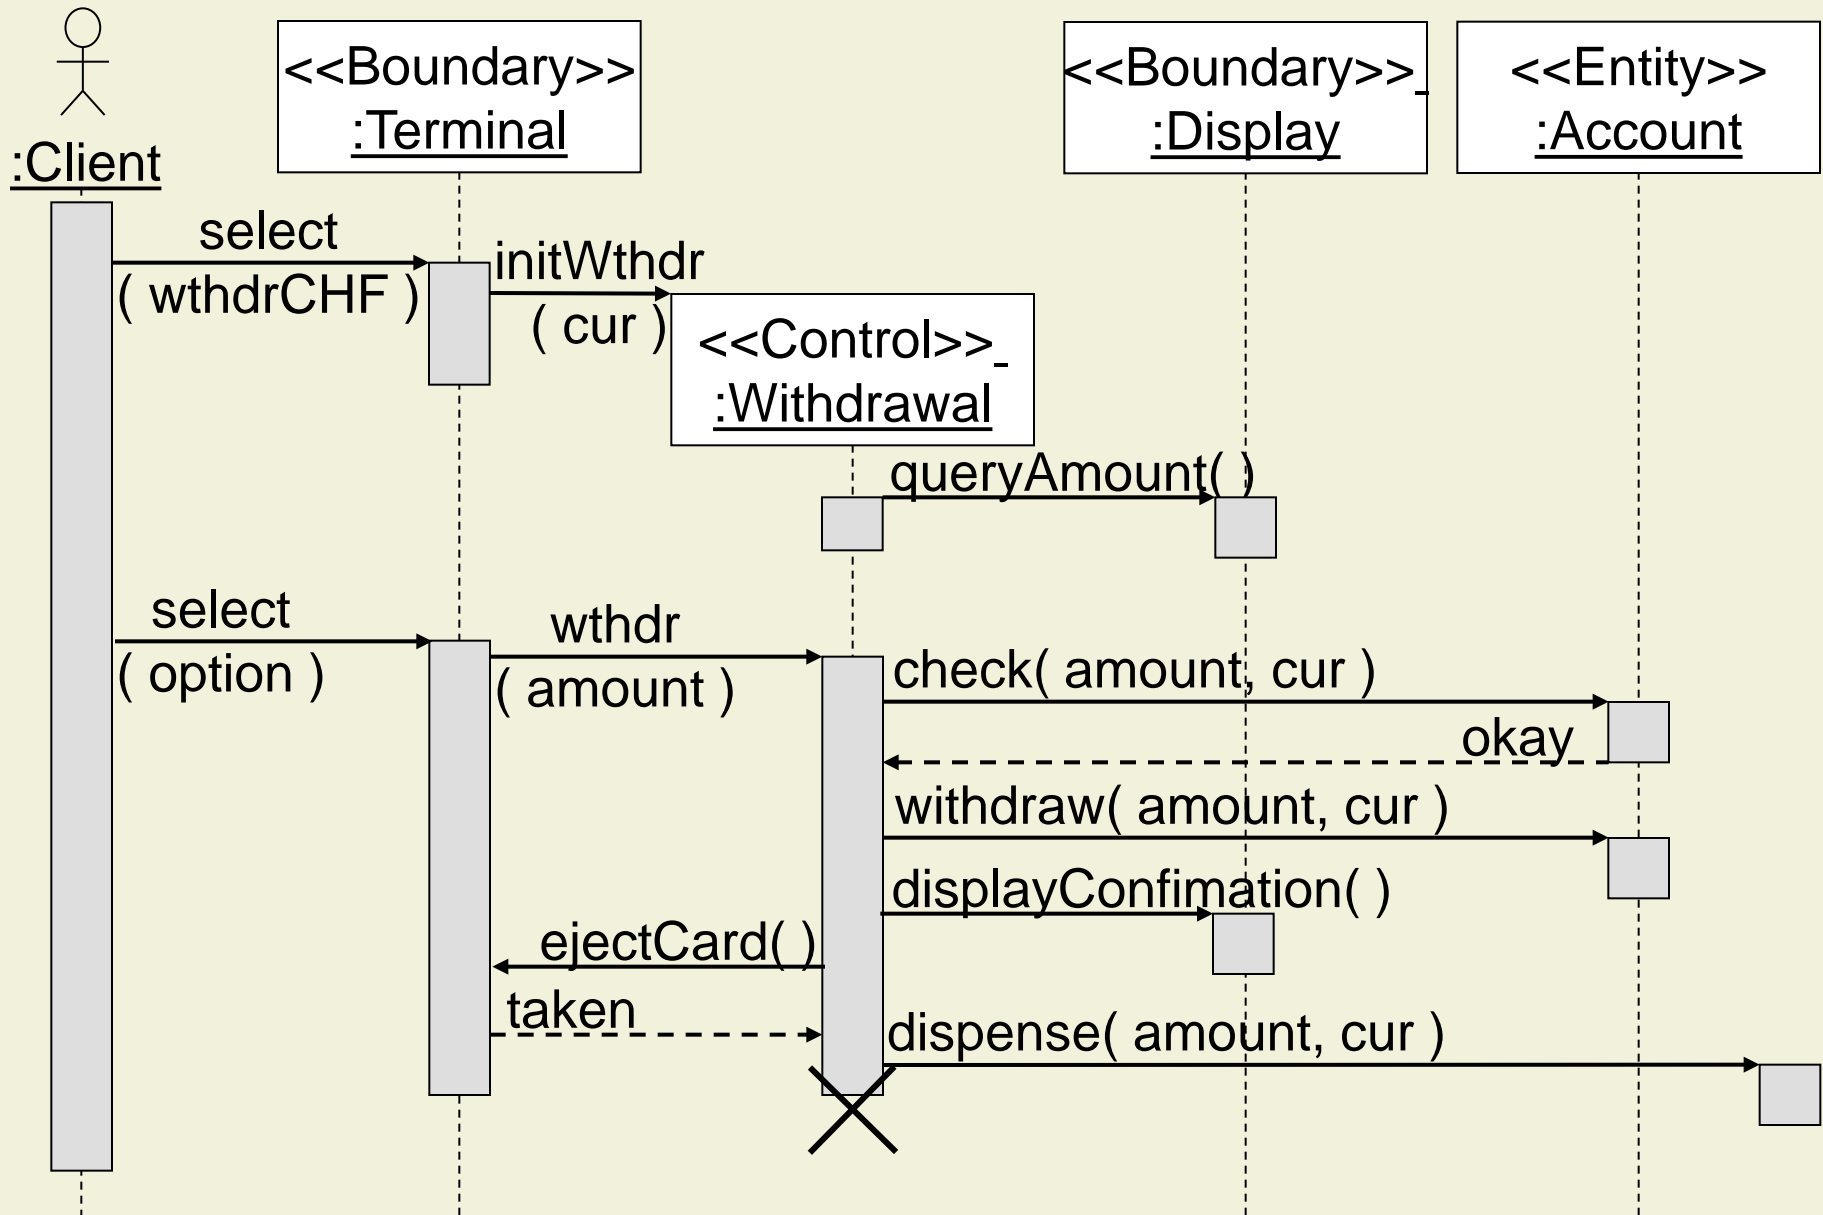 <<Boundary>>
:Terminal
<<Boundary>>
:Display
<<Entity>>
:Account
:Client
select
( wthdrCHF )
initWthdr
( cur )
<<Control>>
:Withdrawal
queryAmount( )
select
( option )
wthdr
( amount )
check( amount, cur )
okay
withdraw( amount, cur )
displayConfimation( )
ejectCard( )
taken
dispense( amount, cur )